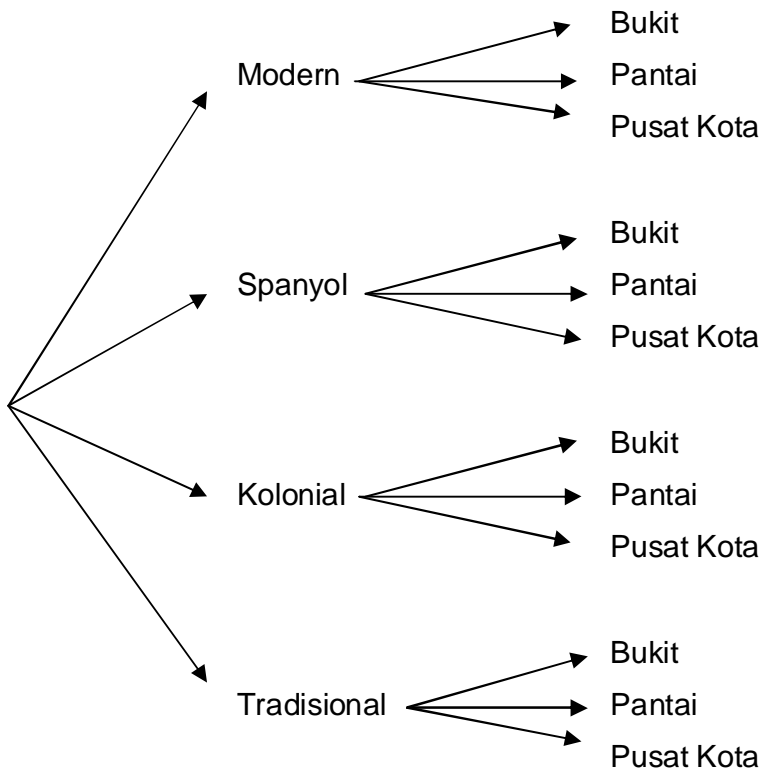 Modern
Bukit
Pantai
Pusat Kota
Spanyol
Bukit
Pantai
Pusat Kota
Kolonial
Bukit
Pantai
Pusat Kota
Tradisional
Bukit
Pantai
Pusat Kota